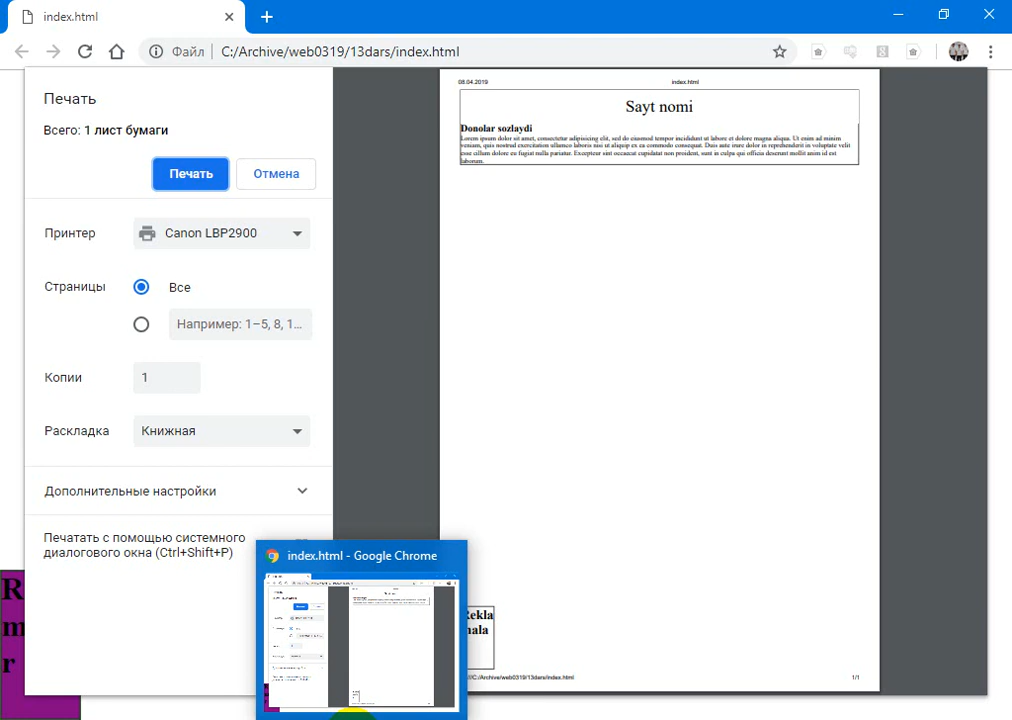 index.html
Файл
C:/Archive/web0319/13dars/index.html
Печать
Всего: 1 лист бумаги
Печать
Отмена
Принтер
Canon LBP2900
Страницы
Все
Например: 1–5, 8, 1...
Копии
1
Раскладка
Книжная
Дополнительные настройки
Печатать с помощью системного
диалогового окна (Ctrl+Shift+P)
08.04.2019
index.html
Sayt nomi
Donolar sozlaydi
Lorem ipsum dolor sit amet, consectetur adipisicing elit, sed do eiusmod tempor incididunt ut labore et dolore magna aliqua. Ut enim ad minim
veniam, quis nostrud exercitation ullamco laboris nisi ut aliquip ex ea commodo consequat. Duis aute irure dolor in reprehenderit in voluptate velit
esse cillum dolore eu fugiat nulla pariatur. Excepteur sint occaecat cupidatat non proident, sunt in culpa qui officia deserunt mollit anim id est
laborum.
R
m
r
index.html - Google Chrome
Rekla
nala
/C:/Archive/web0319/13dars/index.html
1/1